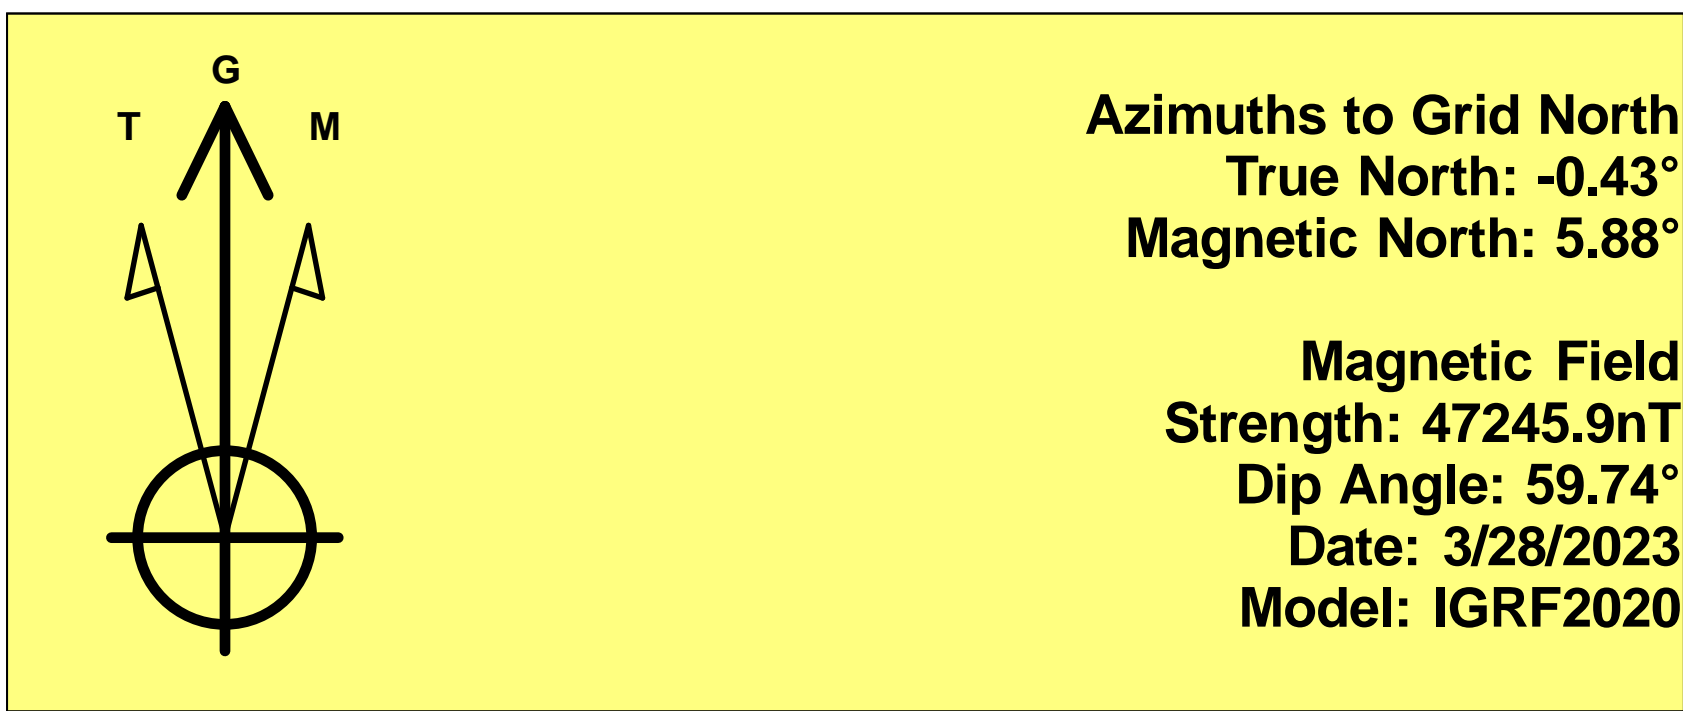 G
T M
Azimuths to Grid North
True North: -0.43°
Magnetic North: 5.88°
Magnetic Field
Strength: 47245.9nT
Dip Angle: 59.74°
Date: 3/28/2023
Model: IGRF2020